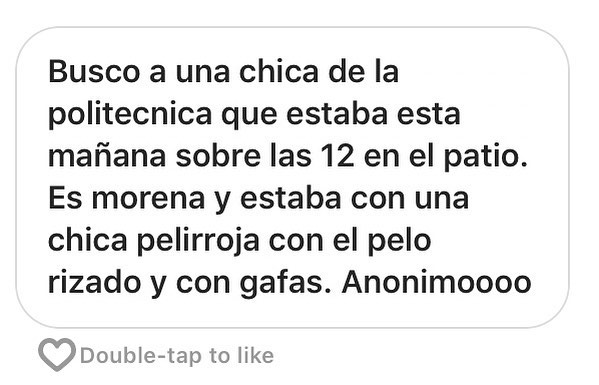 Busco a una chica de la
politecnica que estaba esta
mañana sobre las 12 en el patio.
Es morena y estaba con una
chica pelirroja con el pelo
rizado y con gafas. Anonimoooo
Double-tap to like